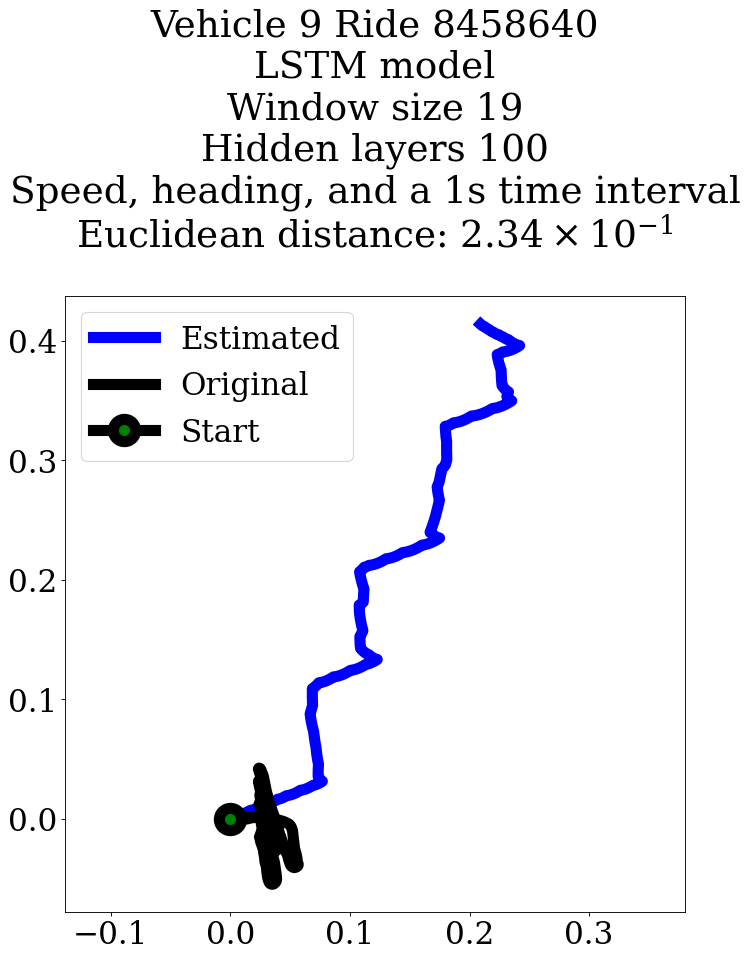 Vehicle 9 Ride 8458640
LSTM model
Window size 19
Hidden layers 100
Speed, heading, and a 1s time interval
Euclidean distance: 2.34 × 10⁻¹
Estimated
Original
Start
0.4
0.3
0.2
0.1
0.0
−0.1 0.0 0.1 0.2 0.3